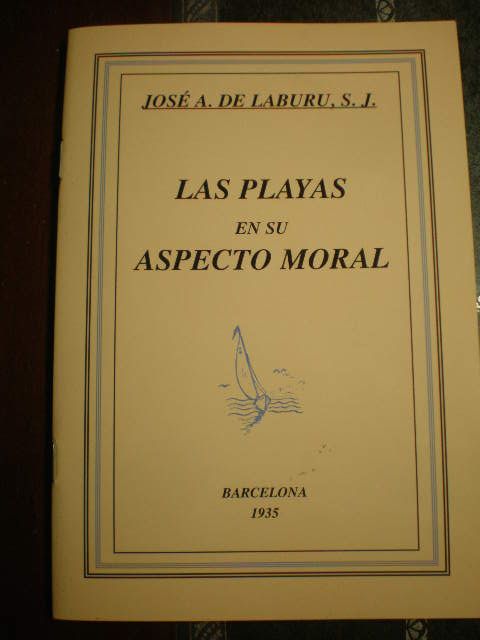 JOSÉ A. DE LABURU, S. J.
LAS PLAYAS
EN SU
ASPECTO MORAL
BARCELONA
1935